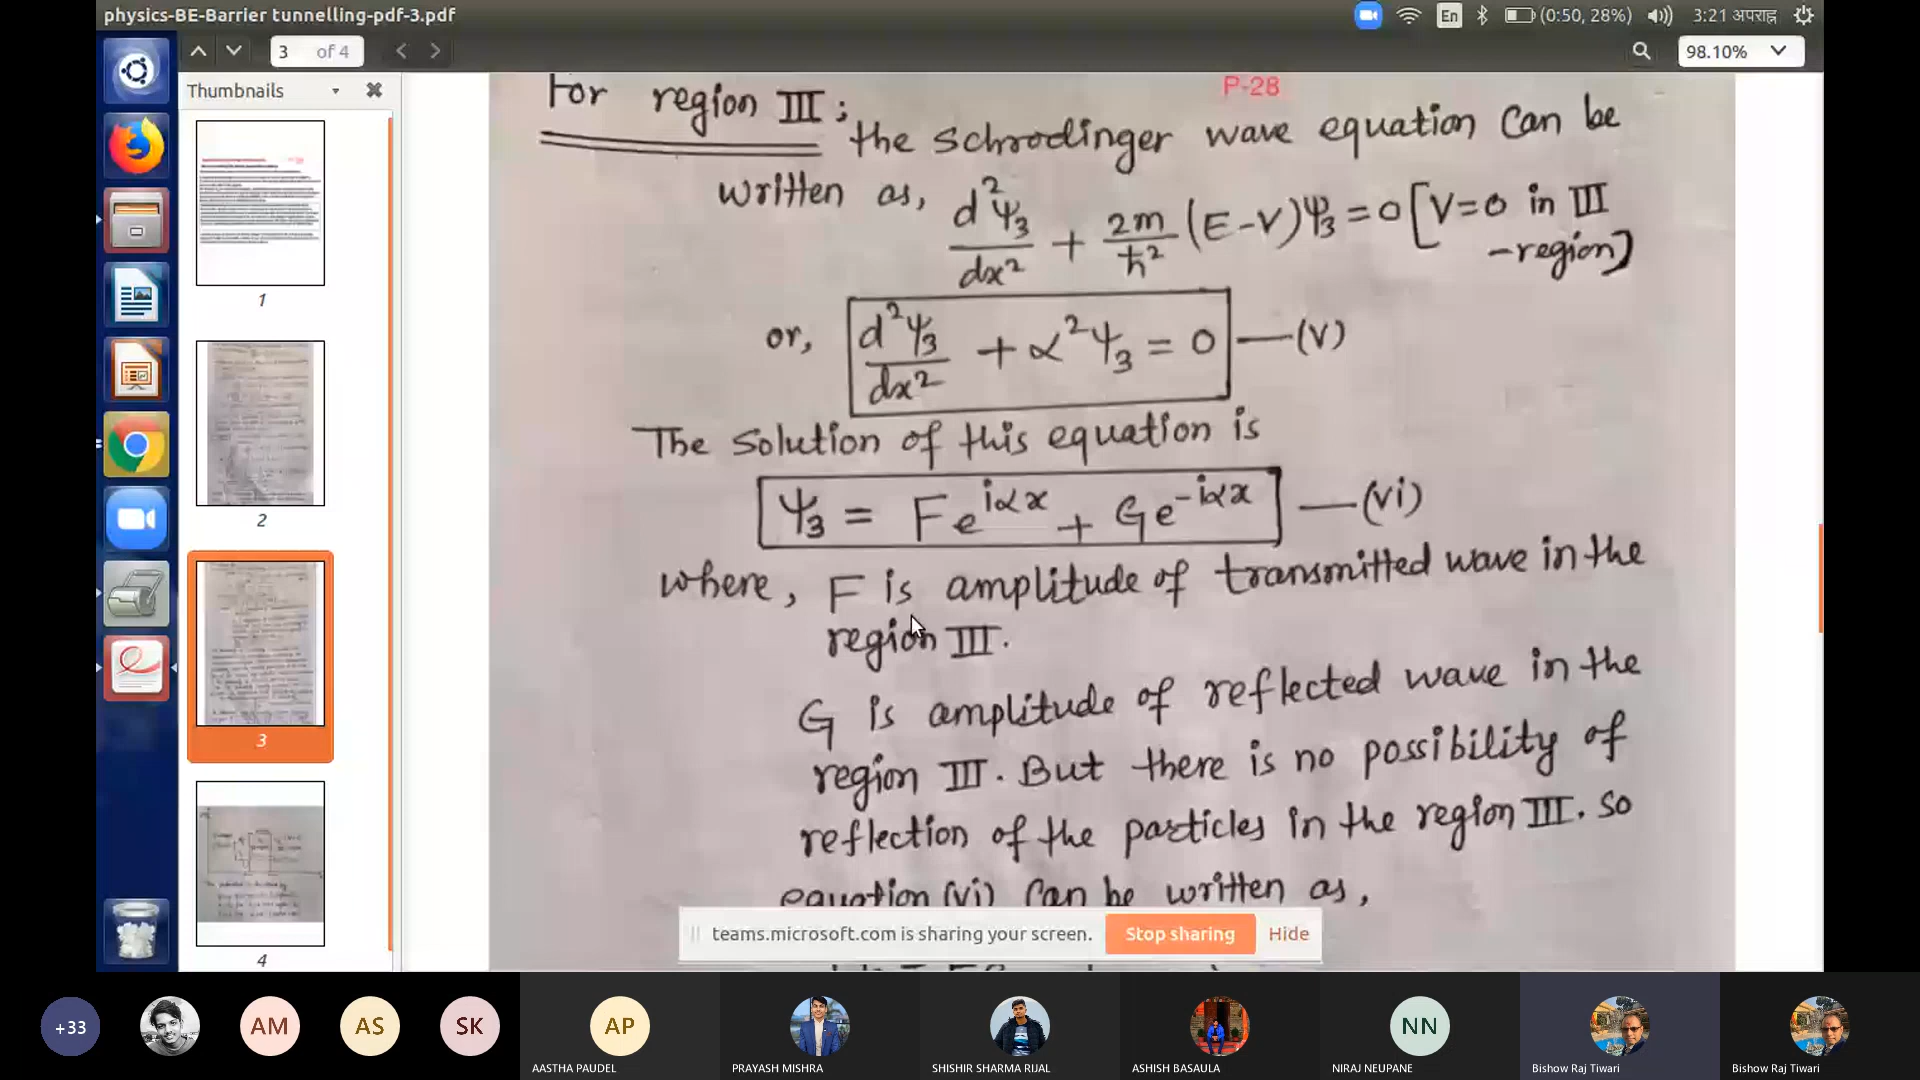 physics-BE-Barrier tunnelling-pdf-3.pdf
En
(0:50, 28%)
3:21 अपराह्न
3 of 4
98.10%
Thumbnails
1
2
3
4
P-28
For region III;
the schrodinger wave equation can be
written as, d²ψ₃/dx² + 2m/ħ² (E-V)ψ₃ = 0 [V=0 in III
-region)
or, d²ψ₃/dx² + α²ψ₃ = 0 —(V)
The solution of this equation is
ψ₃ = Fe^{iαx} + Ge^{-iαx} —(Vi)
where, F is amplitude of transmitted wave in the
region III.
G is amplitude of reflected wave in the
region III. But there is no possibility of
reflection of the particles in the region III. So
equation (vi) can be written as,
teams.microsoft.com is sharing your screen.
Stop sharing
Hide
+33
AM
AS
SK
AP
NN
AASTHA PAUDEL
PRAYASH MISHRA
SHISHIR SHARMA RIJAL
ASHISH BASAULA
NIRAJ NEUPANE
Bishow Raj Tiwari
Bishow Raj Tiwari